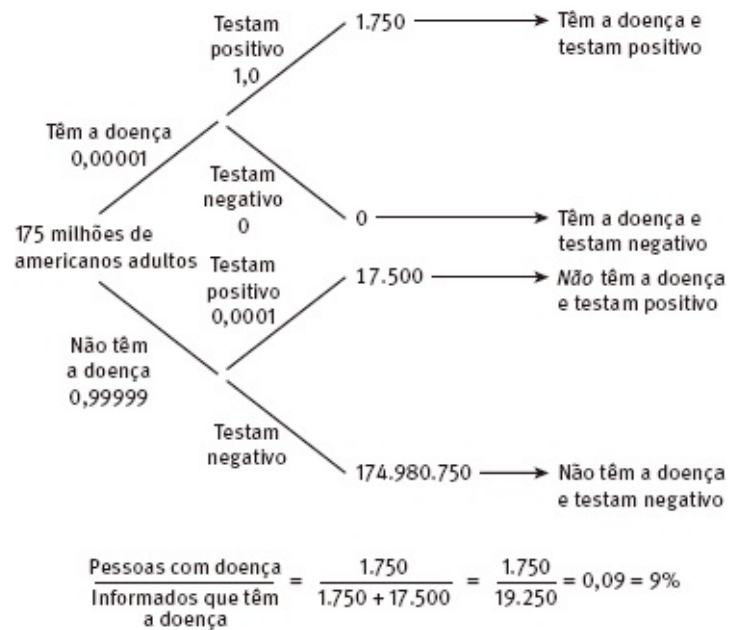 Testam
positivo
1,0
1.750
Têm a doença e
testam positivo
Têm a doença
0,00001
Testam
negativo
0
0
Têm a doença e
testam negativo
175 milhões de
americanos adultos
Testam
positivo
0,0001
17.500
Não têm a doença
e testam positivo
Não têm
a doença
0,99999
Testam
negativo
174.980.750
Não têm a doença
e testam negativo
Pessoas com doença
Informados que têm
a doença
=
1.750
1.750 + 17.500
=
1.750
19.250
= 0,09 = 9%